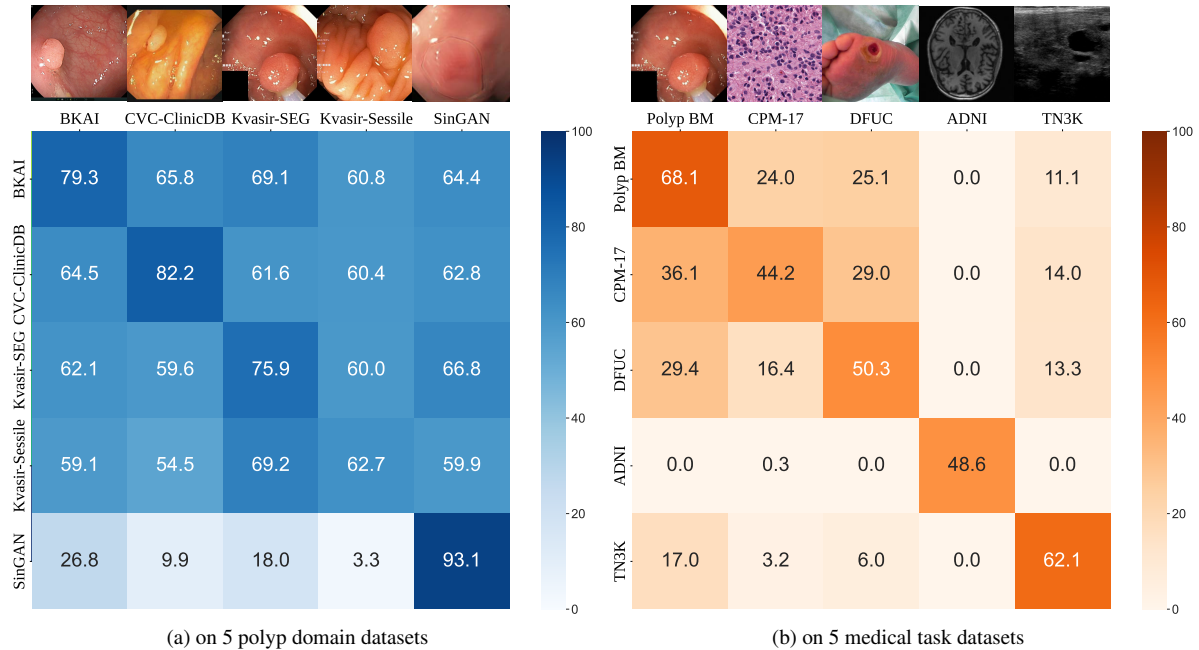 BKAI CVC-ClinicDB Kvasir-SEG Kvasir-Sessile SinGAN
BKAI 79.3 65.8 69.1 60.8 64.4
CVC-ClinicDB 64.5 82.2 61.6 60.4 62.8
Kvasir-SEG 62.1 59.6 75.9 60.0 66.8
Kvasir-Sessile 59.1 54.5 69.2 62.7 59.9
SinGAN 26.8 9.9 18.0 3.3 93.1
100
80
60
40
20
0
(a) on 5 polyp domain datasets
Polyp BM CPM-17 DFUC ADNI TN3K
Polyp BM 68.1 24.0 25.1 0.0 11.1
CPM-17 36.1 44.2 29.0 0.0 14.0
DFUC 29.4 16.4 50.3 0.0 13.3
ADNI 0.0 0.3 0.0 48.6 0.0
TN3K 17.0 3.2 6.0 0.0 62.1
100
80
60
40
20
0
(b) on 5 medical task datasets